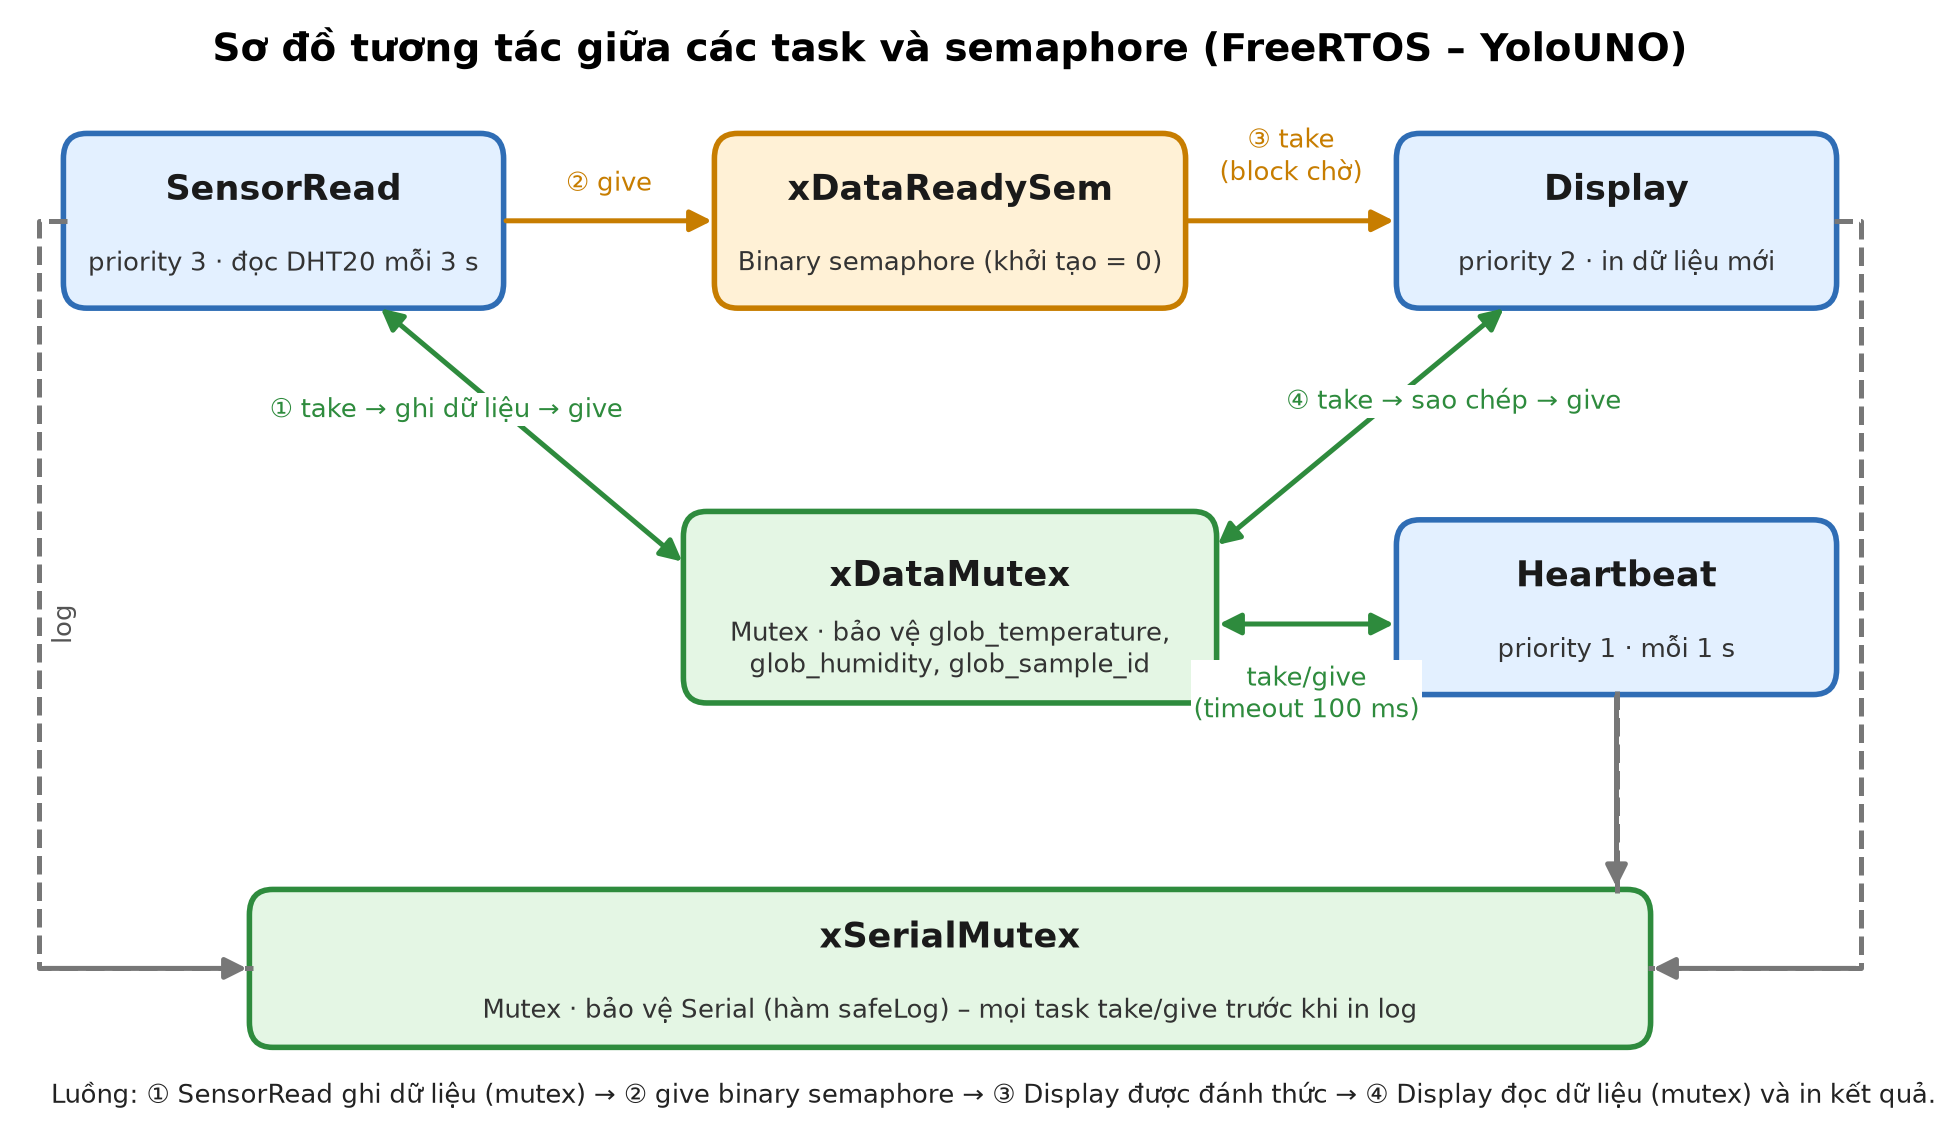 Sơ đồ tương tác giữa các task và semaphore (FreeRTOS – YoloUNO)
SensorRead
priority 3 · đọc DHT20 mỗi 3 s
② give
xDataReadySem
Binary semaphore (khởi tạo = 0)
③ take
(block chờ)
Display
priority 2 · in dữ liệu mới
① take → ghi dữ liệu → give
④ take → sao chép → give
xDataMutex
Mutex · bảo vệ glob_temperature,
glob_humidity, glob_sample_id
take/give
(timeout 100 ms)
Heartbeat
priority 1 · mỗi 1 s
log
xSerialMutex
Mutex · bảo vệ Serial (hàm safeLog) – mọi task take/give trước khi in log
Luồng: ① SensorRead ghi dữ liệu (mutex) → ② give binary semaphore → ③ Display được đánh thức → ④ Display đọc dữ liệu (mutex) và in kết quả.